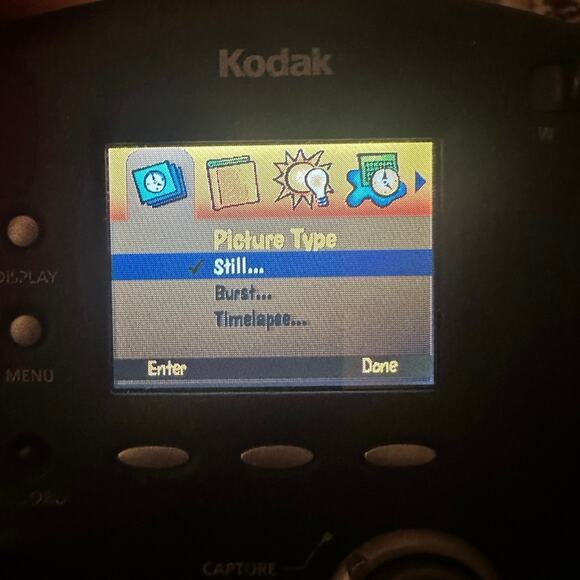 Kodak
W
Picture Type
Still...
Burst...
Timelapse...
DISPLAY
MENU
Enter
Done
CAPTURE